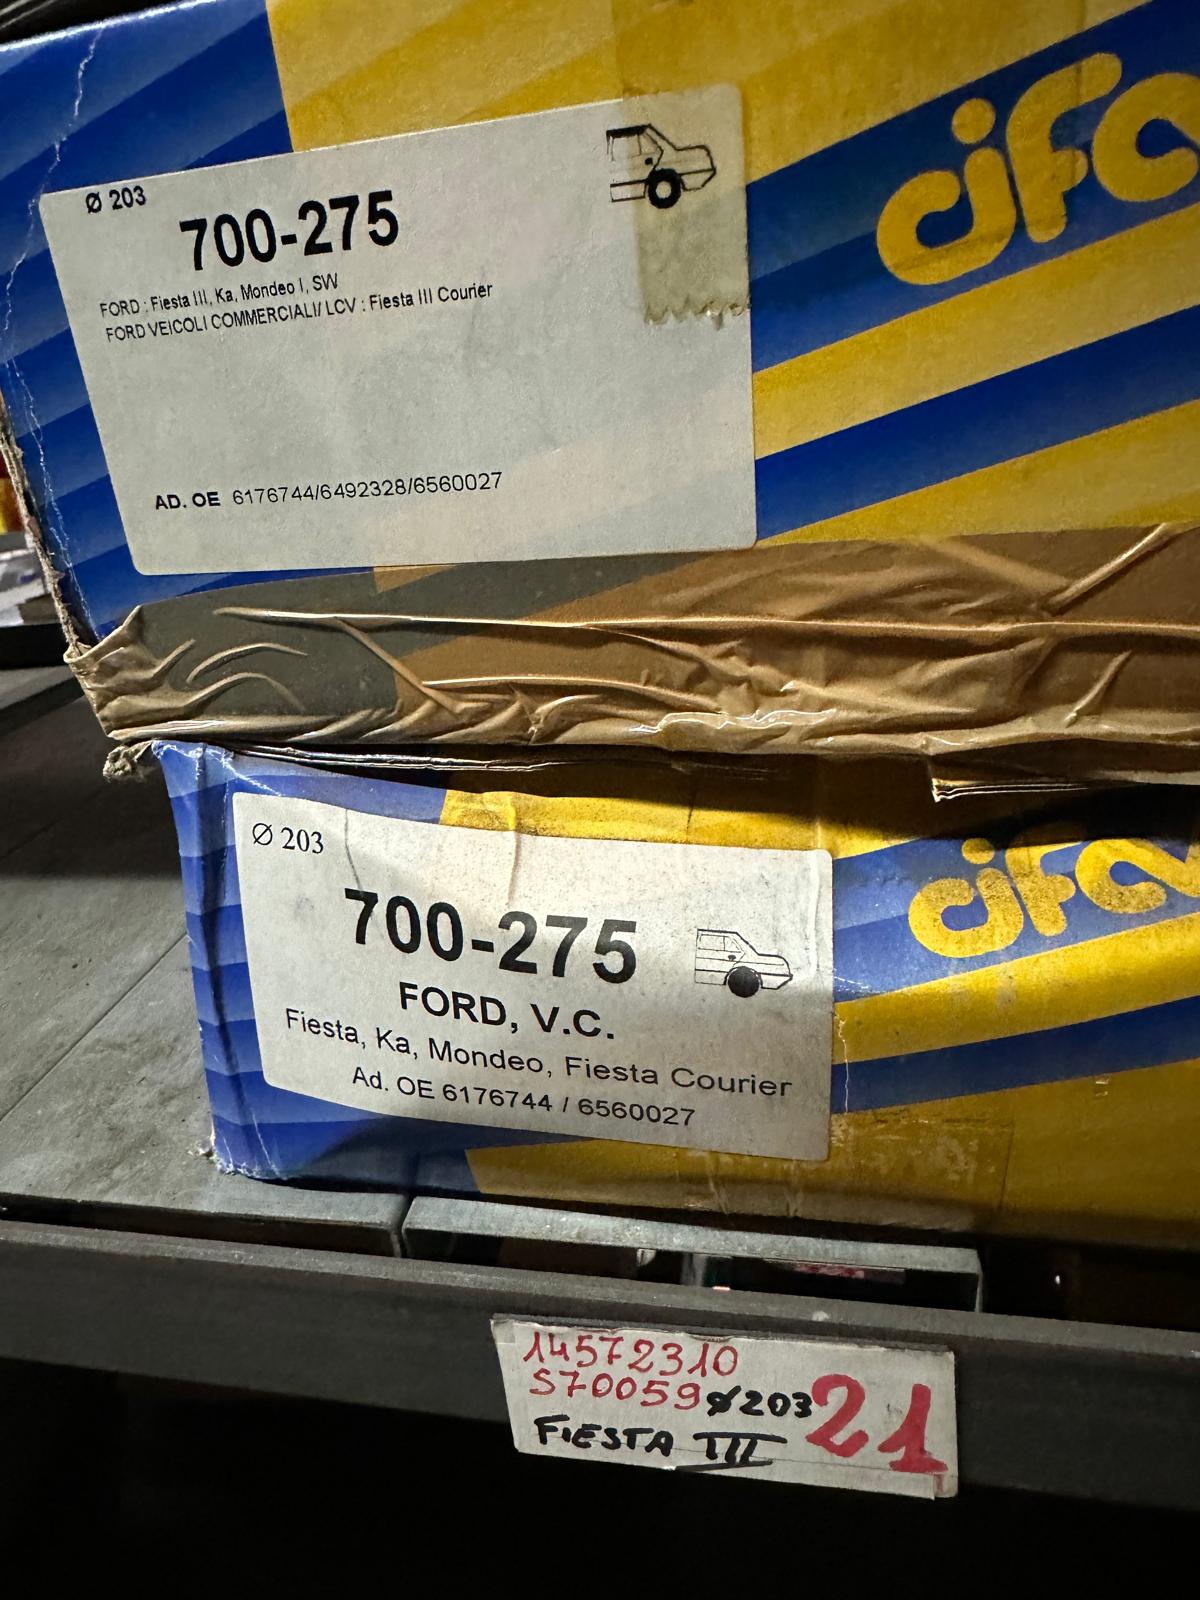 cifa
Ø 203
700-275
FORD : Fiesta III, Ka, Mondeo I, SW
FORD VEICOLI COMMERCIALI/ LCV : Fiesta III Courier
AD. OE 6176744/6492328/6560027
cifa
Ø 203
700-275
FORD, V.C.
Fiesta, Ka, Mondeo, Fiesta Courier
Ad. OE 6176744 / 6560027
14572310
S70059 Ø203 21
FIESTA III